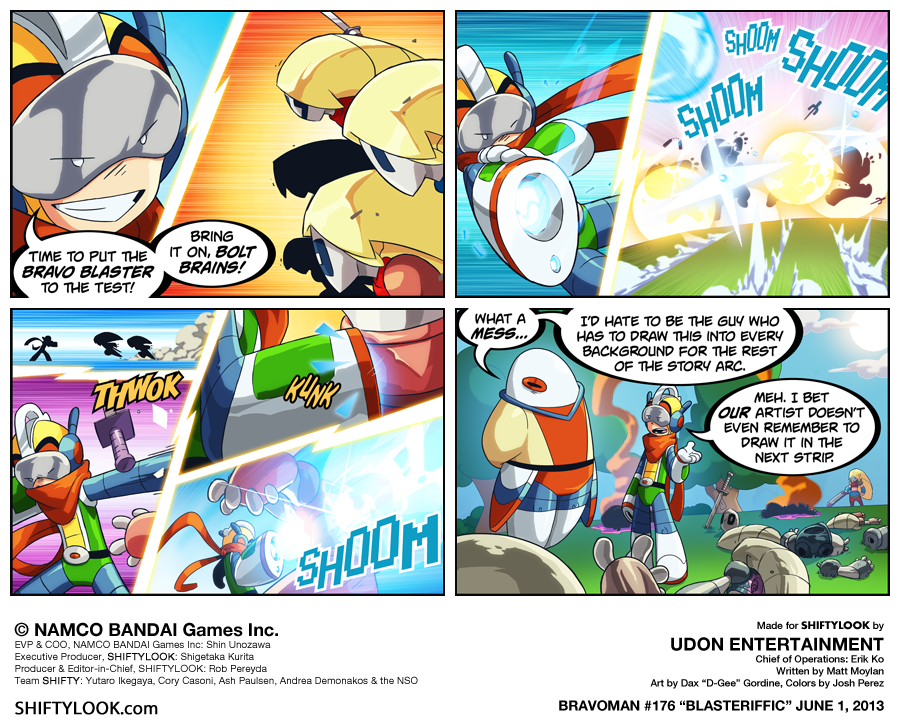 TIME TO PUT THE
BRAVO BLASTER
TO THE TEST!
BRING
IT ON, BOLT
BRAINS!
SHOOM
SHOOM
SHOOM
THWOK
KUNK
SHOOM
WHAT A
MESS...
I'D HATE TO BE THE GUY WHO
HAS TO DRAW THIS INTO EVERY
BACKGROUND FOR THE REST
OF THE STORY ARC.
MEH. I BET
OUR ARTIST DOESN'T
EVEN REMEMBER TO
DRAW IT IN THE
NEXT STRIP.
© NAMCO BANDAI Games Inc.
EVP & COO, NAMCO BANDAI Games Inc: Shin Unozawa
Executive Producer, SHIFTYLOOK: Shigetaka Kurita
Producer & Editor-in-Chief, SHIFTYLOOK: Rob Pereyda
Team SHIFTY: Yutaro Ikegaya, Cory Casoni, Ash Paulsen, Andrea Demonakos & the NSO
SHIFTYLOOK.com
Made for SHIFTYLOOK by
UDON ENTERTAINMENT
Chief of Operations: Erik Ko
Written by Matt Moylan
Art by Dax "D-Gee" Gordine, Colors by Josh Perez
BRAVOMAN #176 "BLASTERIFFIC" JUNE 1, 2013